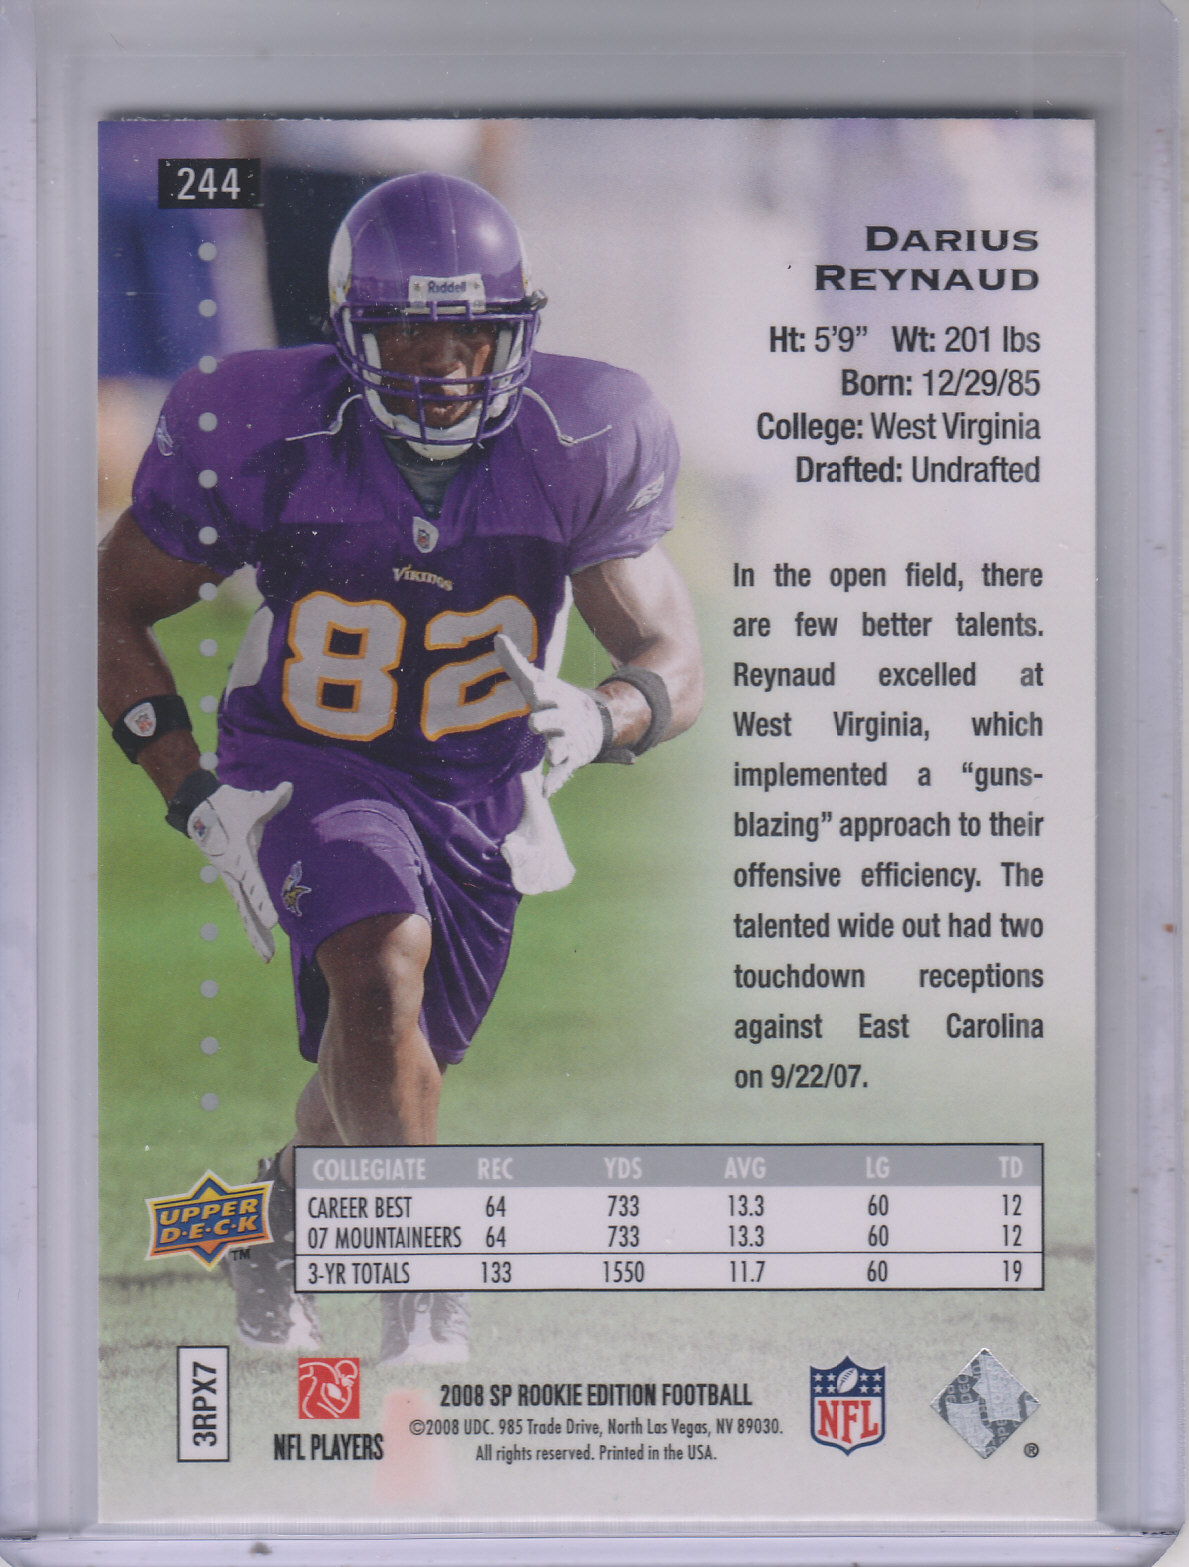 244
DARIUS
REYNAUD
Ht: 5'9" Wt: 201 lbs
Born: 12/29/85
College: West Virginia
Drafted: Undrafted
Riddell
VIKINGS
82
In the open field, there
are few better talents.
Reynaud excelled at
West Virginia, which
implemented a “guns-
blazing” approach to their
offensive efficiency. The
talented wide out had two
touchdown receptions
against East Carolina
on 9/22/07.
COLLEGIATE REC YDS AVG LG TD
CAREER BEST 64 733 13.3 60 12
07 MOUNTAINEERS 64 733 13.3 60 12
3-YR TOTALS 133 1550 11.7 60 19
UPPER
D·E·C·K
TM
3RPX7
NFL PLAYERS
2008 SP ROOKIE EDITION FOOTBALL
©2008 UDC. 985 Trade Drive, North Las Vegas, NV 89030.
All rights reserved. Printed in the USA.
NFL
®